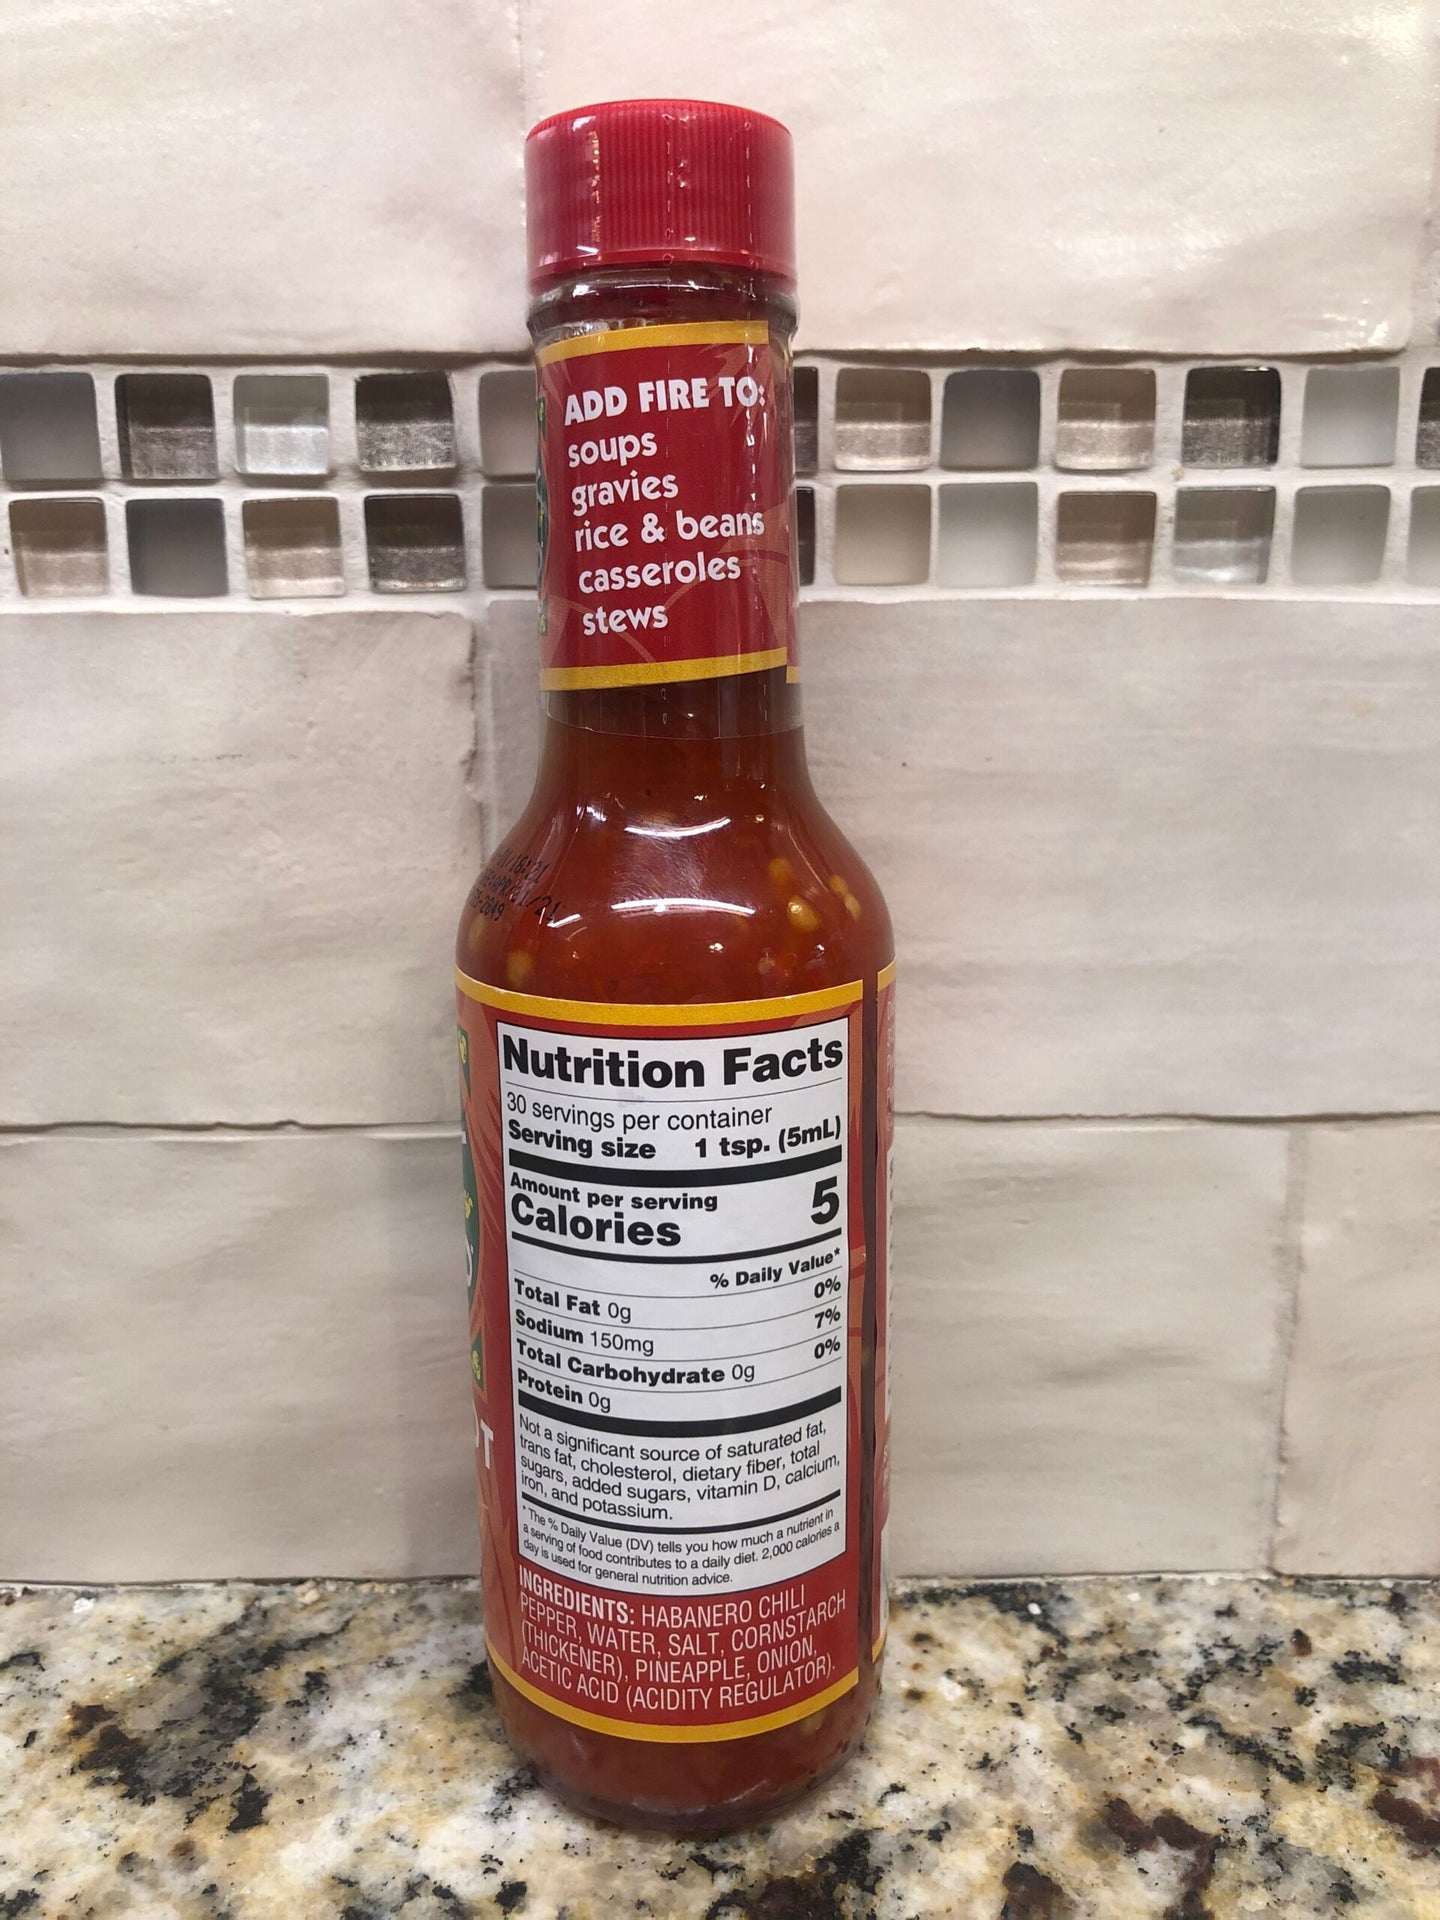 ADD FIRE TO:
soups
gravies
rice & beans
casseroles
stews
Nutrition Facts
30 servings per container
Serving size 1 tsp. (5mL)
Amount per serving
Calories 5
% Daily Value*
Total Fat 0g 0%
Sodium 150mg 7%
Total Carbohydrate 0g 0%
Protein 0g
Not a significant source of saturated fat,
trans fat, cholesterol, dietary fiber, total
sugars, added sugars, vitamin D, calcium,
iron, and potassium.
* The % Daily Value (DV) tells you how much a nutrient in
a serving of food contributes to a daily diet. 2,000 calories a
day is used for general nutrition advice.
INGREDIENTS: HABANERO CHILI
PEPPER, WATER, SALT, CORNSTARCH
(THICKENER), PINEAPPLE, ONION,
ACETIC ACID (ACIDITY REGULATOR).